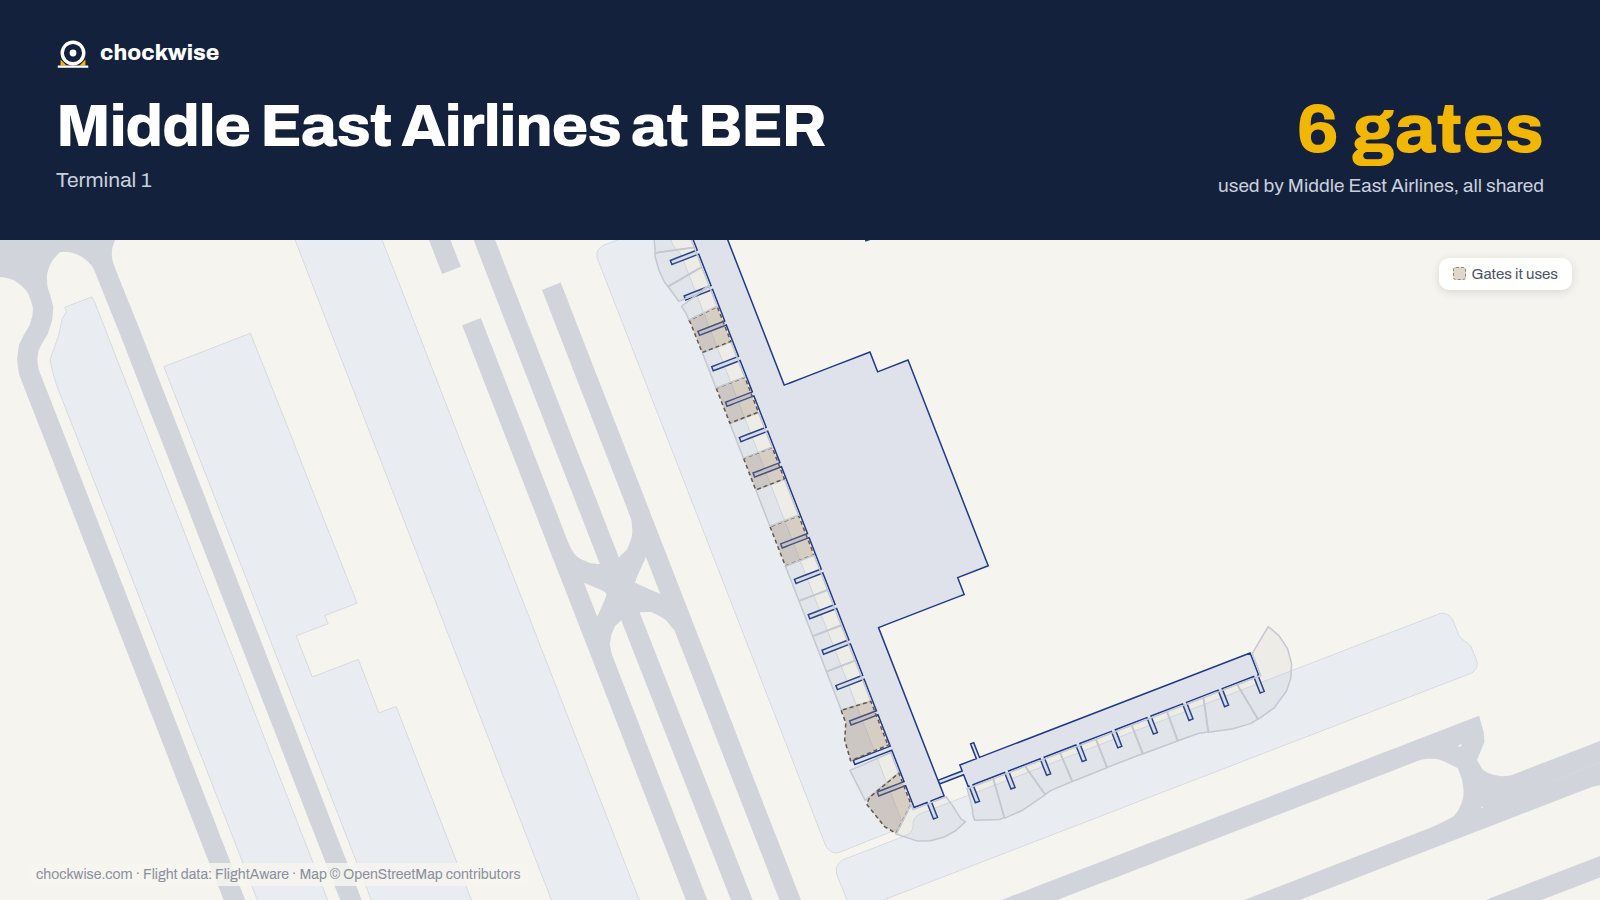 chockwise
Middle East Airlines at BER
Terminal 1
6 gates
used by Middle East Airlines, all shared
Gates it uses
chockwise.com · Flight data: FlightAware · Map © OpenStreetMap contributors